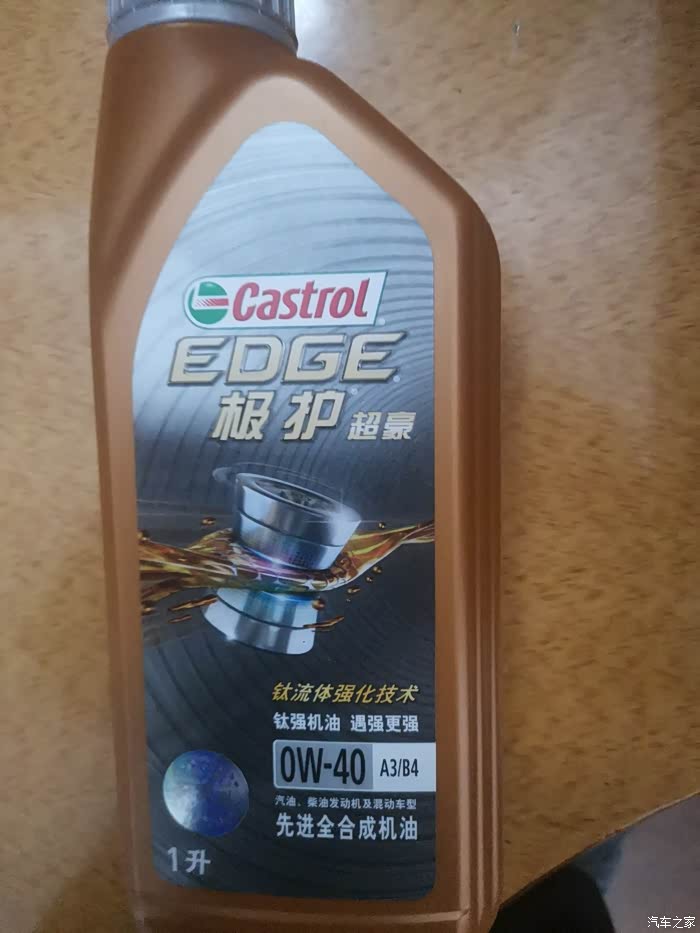 Castrol
EDGE
极护 超豪
钛流体强化技术
钛强机油 遇强更强
0W-40 A3/B4
汽油、柴油发动机及混动车型
先进全合成机油
1升
汽车之家